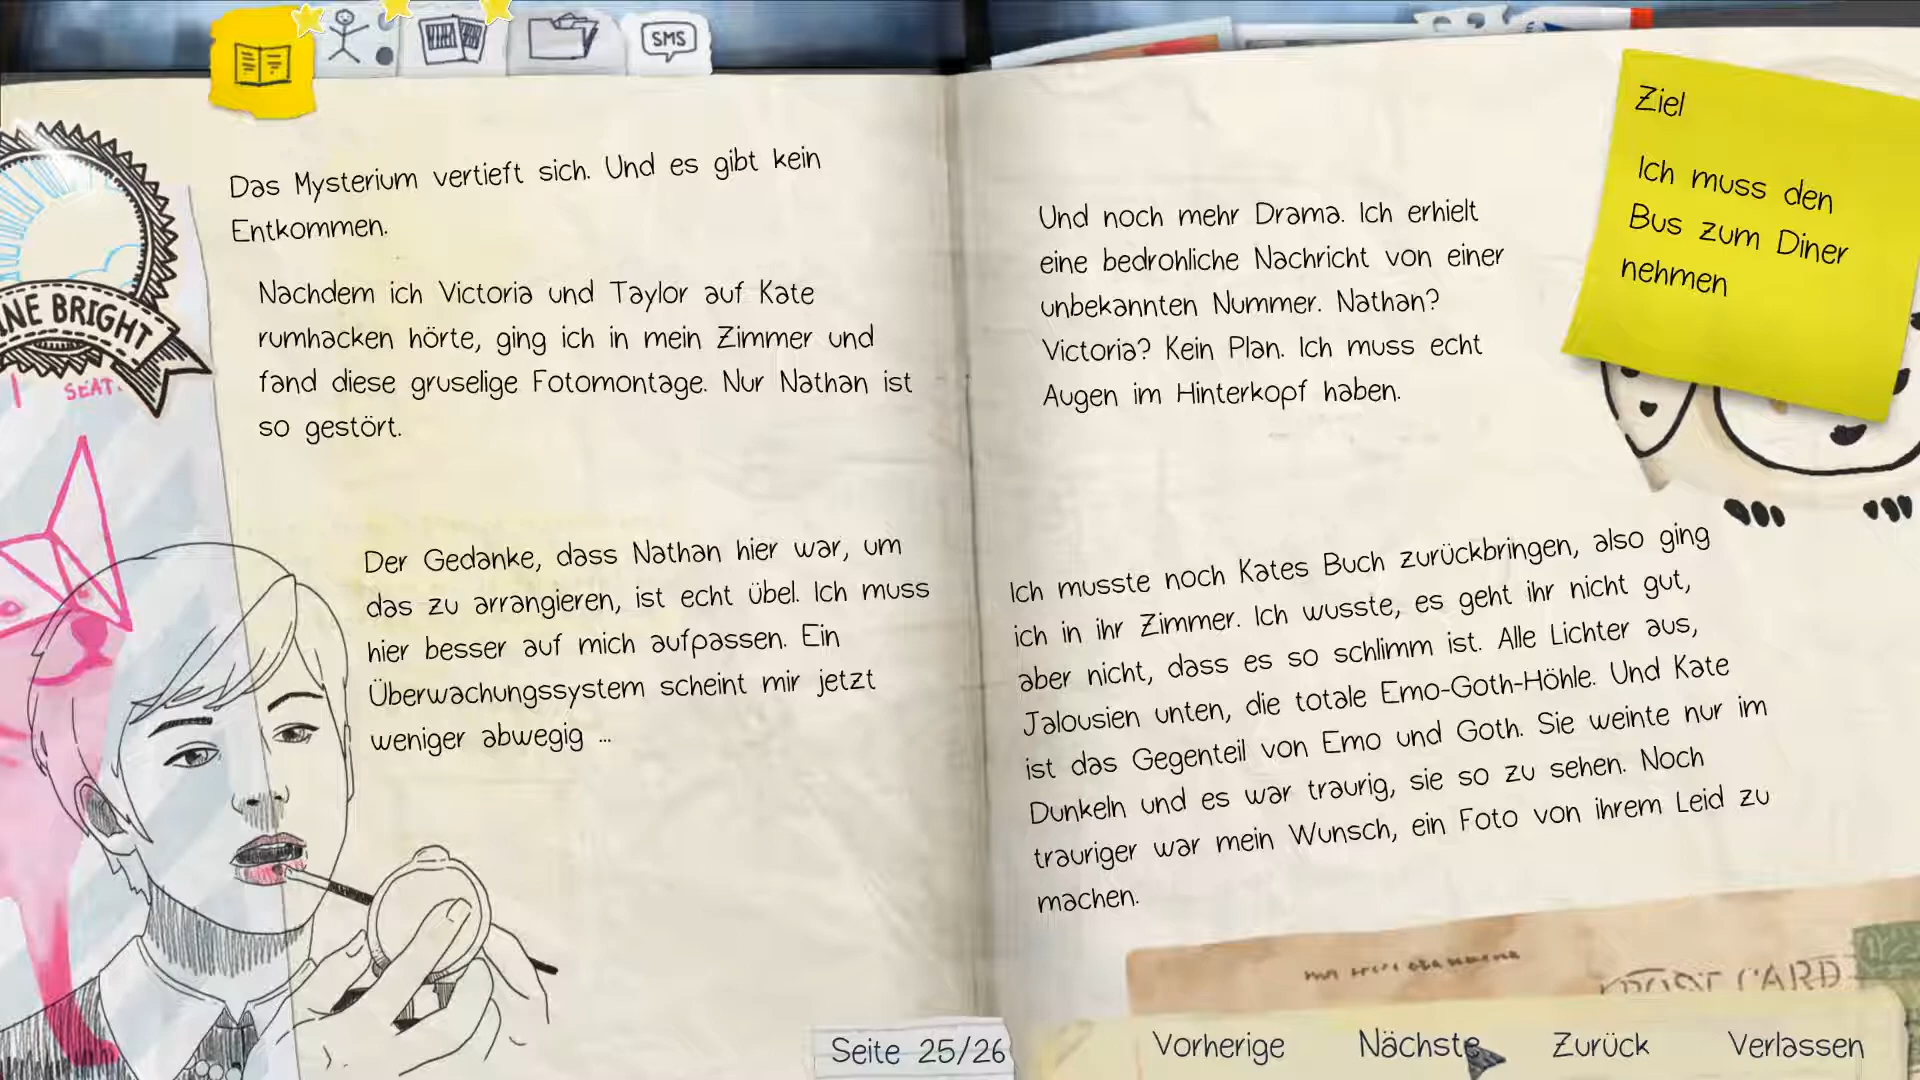 SMS
Das Mysterium vertieft sich. Und es gibt kein
Entkommen.
Nachdem ich Victoria und Taylor auf Kate
rumhacken hörte, ging ich in mein Zimmer und
fand diese gruselige Fotomontage. Nur Nathan ist
so gestört.
Der Gedanke, dass Nathan hier war, um
das zu arrangieren, ist echt übel. Ich muss
hier besser auf mich aufpassen. Ein
Überwachungssystem scheint mir jetzt
weniger abwegig ...
INE BRIGHT
SEAT.
Und noch mehr Drama. Ich erhielt
eine bedrohliche Nachricht von einer
unbekannten Nummer. Nathan?
Victoria? Kein Plan. Ich muss echt
Augen im Hinterkopf haben.
Ich musste noch Kates Buch zurückbringen, also ging
ich in ihr Zimmer. Ich wusste, es geht ihr nicht gut,
aber nicht, dass es so schlimm ist. Alle Lichter aus,
Jalousien unten, die totale Emo-Goth-Höhle. Und Kate
ist das Gegenteil von Emo und Goth. Sie weinte nur im
Dunkeln und es war traurig, sie so zu sehen. Noch
trauriger war mein Wunsch, ein Foto von ihrem Leid zu
machen.
Ziel
Ich muss den
Bus zum Diner
nehmen
POST CARD
Seite 25/26
Vorherige
Nächste
Zurück
Verlassen